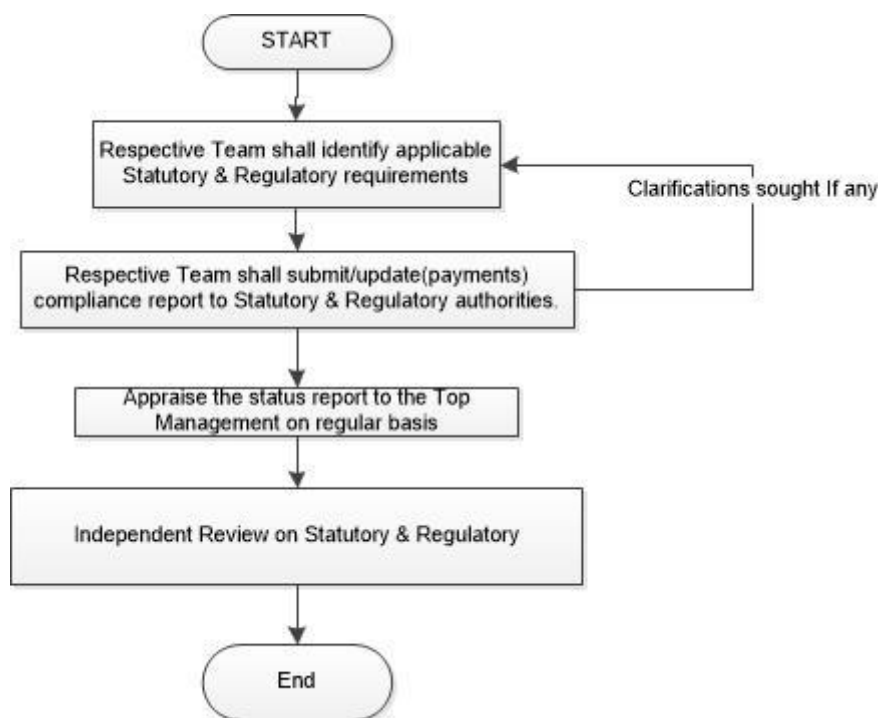 START
Respective Team shall identify applicable
Statutory & Regulatory requirements
Clarifications sought If any
Respective Team shall submit/update(payments)
compliance report to Statutory & Regulatory authorities.
Appraise the status report to the Top
Management on regular basis
Independent Review on Statutory & Regulatory
End